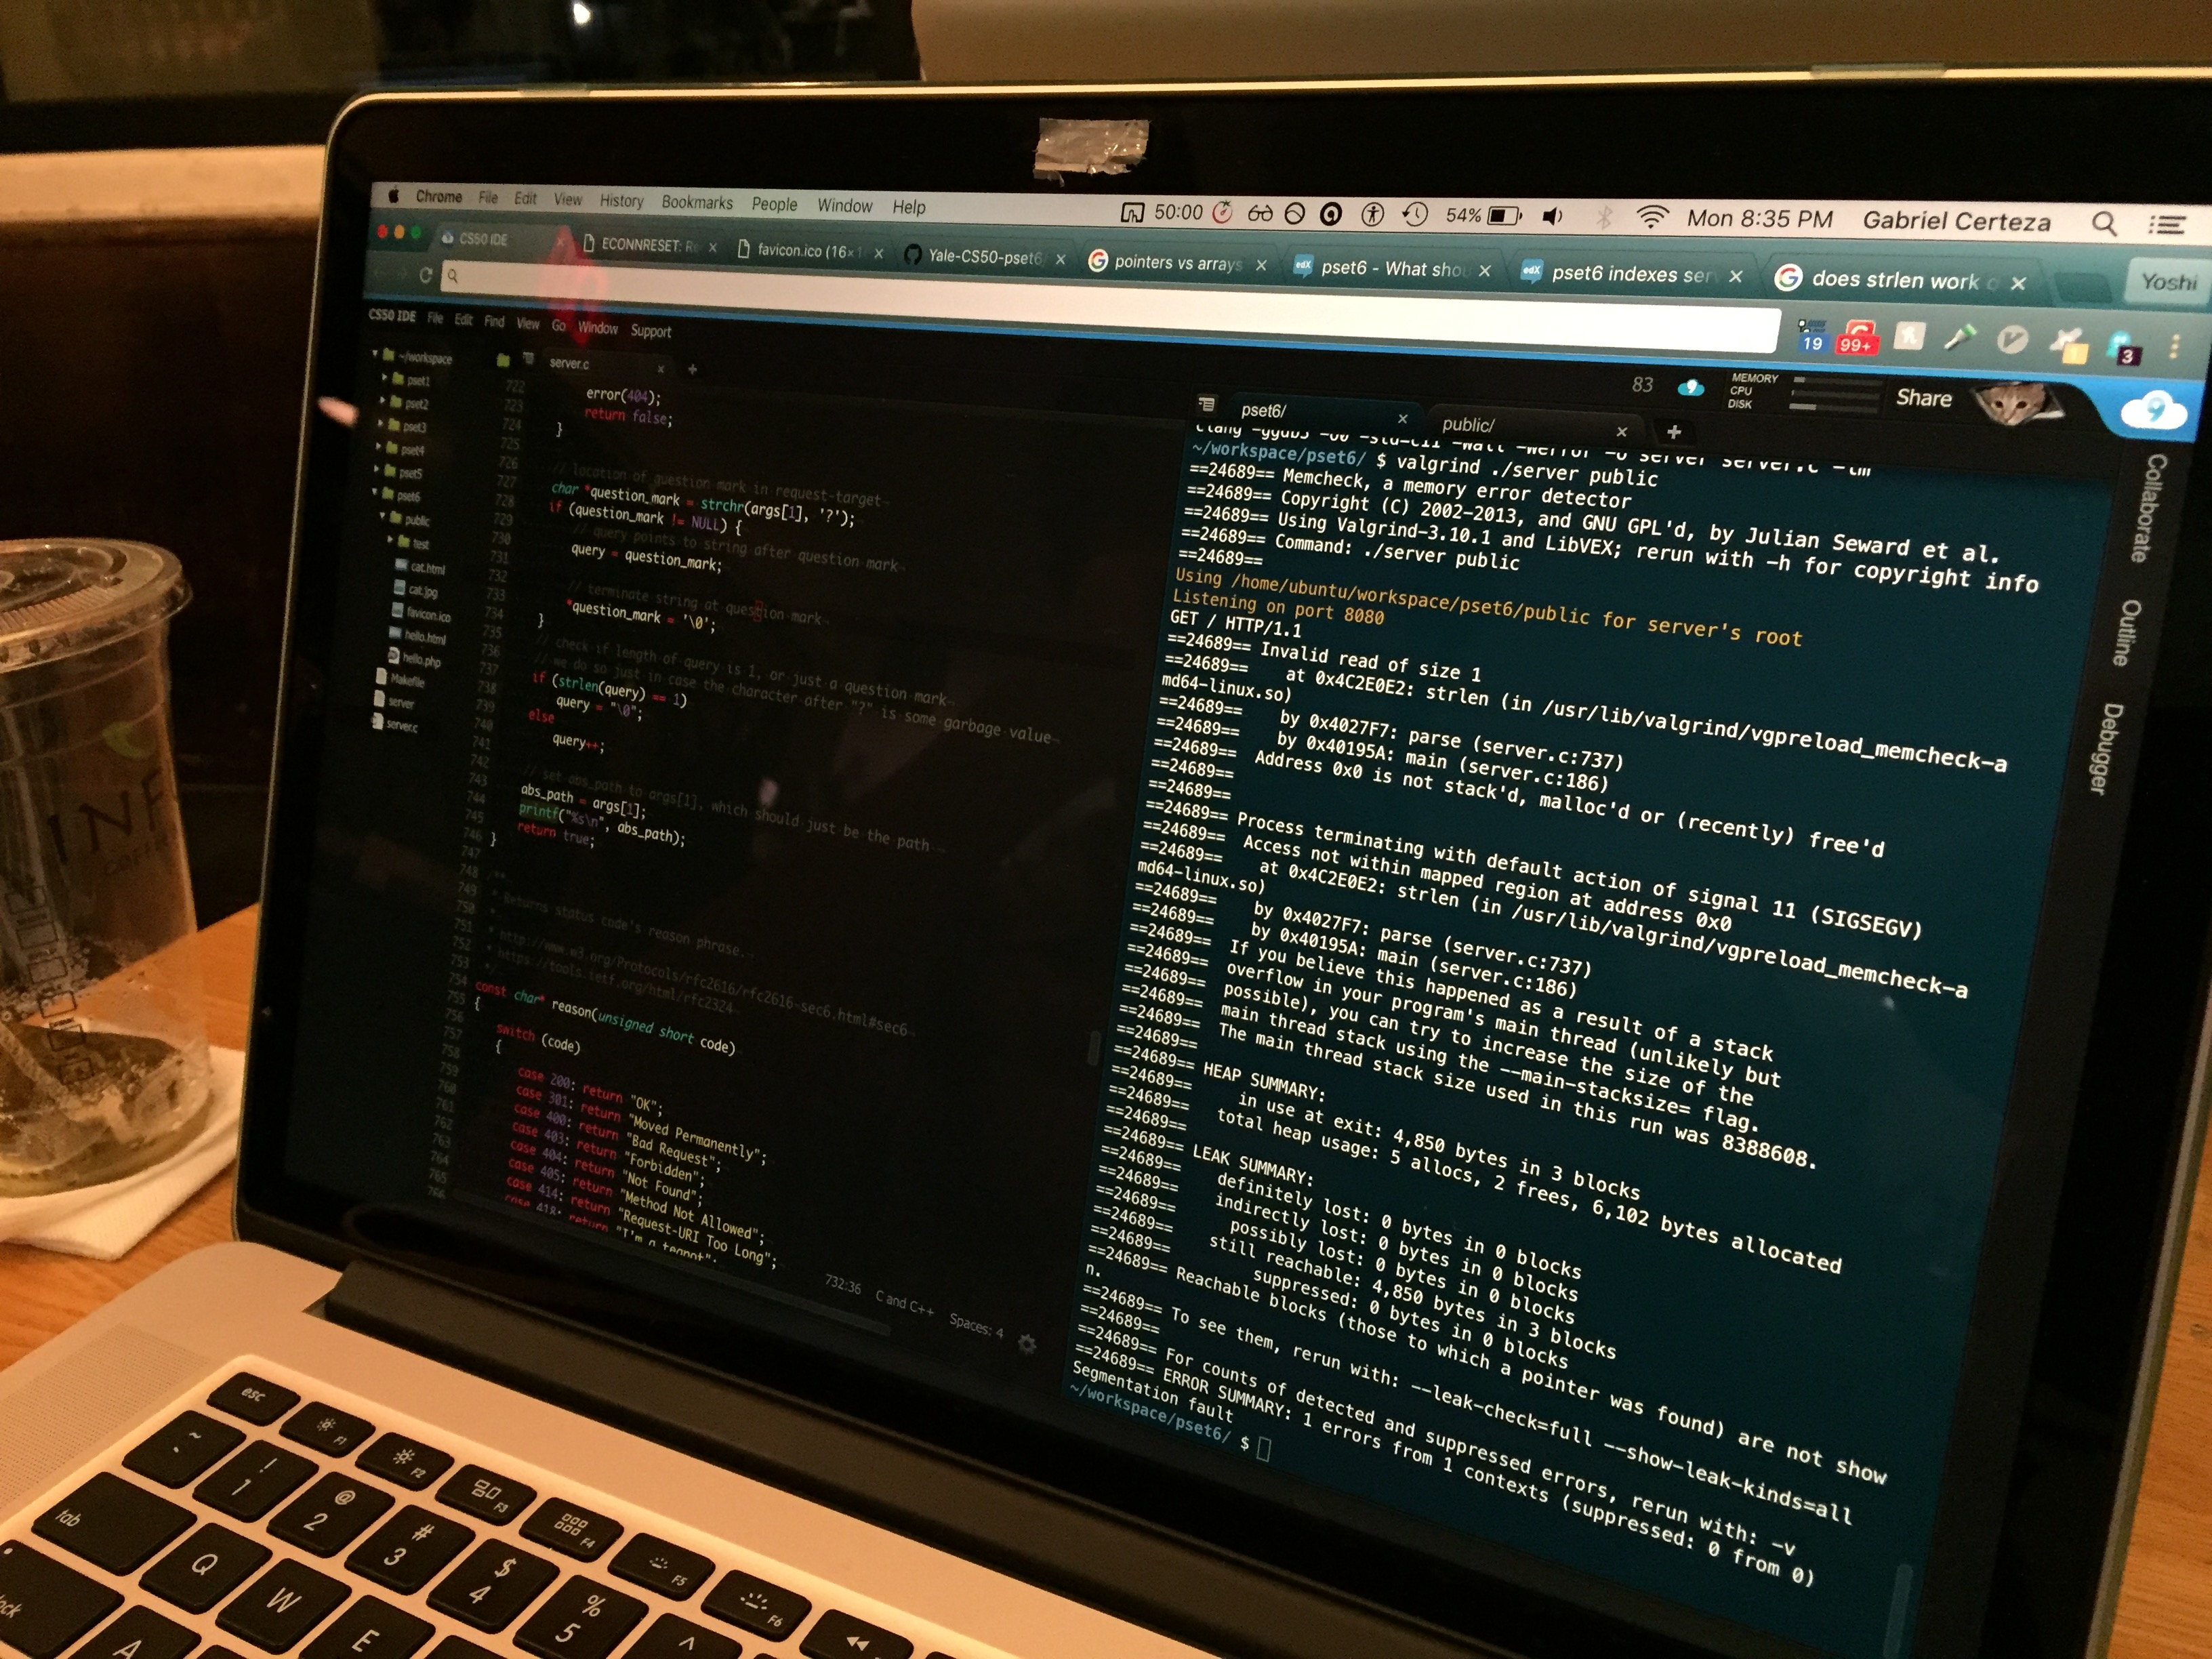 Chrome File Edit View History Bookmarks People Window Help 50:00 54% Mon 8:35 PM Gabriel Certeza
CS50 IDE ECONNRESET: Re favicon.ico (16×1 Yale-CS50-pset6 pointers vs arrays pset6 - What shou pset6 indexes ser does strlen work Yoshi
19 99+ 3
CS50 IDE File Edit Find View Go Window Support
83 MEMORY CPU DISK Share
Collaborate
Outline
Debugger
~/workspace
pset1
pset2
pset3
pset4
pset5
pset6
public
test
cat.html
cat.jpg
favicon.ico
hello.html
hello.php
Makefile
server
server.c
server.c
722
723 error(404);
724 return false;
725 }
726
727 // location of question mark in request-target
728 char *question_mark = strchr(args[1], '?');
729 if (question_mark != NULL) {
730 // query points to string after question mark
731 query = question_mark;
732
733 // terminate string at question mark
734 *question_mark = '\0';
735 }
736 // check if length of query is 1, or just a question mark
737 // we do so just in case the character after "?" is some garbage value
738 if (strlen(query) == 1)
739 query = "\0";
740 else
741 query++;
742
743 // set abs_path to args[1], which should just be the path
744 abs_path = args[1];
745 printf("%s\n", abs_path);
746 return true;
747 }
748
749 /**
750 * Returns status code's reason phrase.
751 *
752 * http://www.w3.org/Protocols/rfc2616/rfc2616-sec6.html#sec6
753 * https://tools.ietf.org/html/rfc2324
754 */
755 const char* reason(unsigned short code)
756 {
757 switch (code)
758 {
759 case 200: return "OK";
760 case 301: return "Moved Permanently";
761 case 400: return "Bad Request";
762 case 403: return "Forbidden";
763 case 404: return "Not Found";
764 case 405: return "Method Not Allowed";
765 case 414: return "Request-URI Too Long";
766 case 418: return "I'm a teapot";
732:36 C and C++ Spaces: 4
pset6/ public/
clang -ggdb3 -O0 -std=c11 -Wall -Werror -o server server.c -lm
~/workspace/pset6/ $ valgrind ./server public
==24689== Memcheck, a memory error detector
==24689== Copyright (C) 2002-2013, and GNU GPL'd, by Julian Seward et al.
==24689== Using Valgrind-3.10.1 and LibVEX; rerun with -h for copyright info
==24689== Command: ./server public
==24689==
Using /home/ubuntu/workspace/pset6/public for server's root
Listening on port 8080
GET / HTTP/1.1
==24689== Invalid read of size 1
==24689== at 0x4C2E0E2: strlen (in /usr/lib/valgrind/vgpreload_memcheck-a
md64-linux.so)
==24689== by 0x4027F7: parse (server.c:737)
==24689== by 0x40195A: main (server.c:186)
==24689== Address 0x0 is not stack'd, malloc'd or (recently) free'd
==24689==
==24689==
==24689== Process terminating with default action of signal 11 (SIGSEGV)
==24689== Access not within mapped region at address 0x0
==24689== at 0x4C2E0E2: strlen (in /usr/lib/valgrind/vgpreload_memcheck-a
md64-linux.so)
==24689== by 0x4027F7: parse (server.c:737)
==24689== by 0x40195A: main (server.c:186)
==24689== If you believe this happened as a result of a stack
==24689== overflow in your program's main thread (unlikely but
==24689== possible), you can try to increase the size of the
==24689== main thread stack using the --main-stacksize= flag.
==24689== The main thread stack size used in this run was 8388608.
==24689==
==24689== HEAP SUMMARY:
==24689== in use at exit: 4,850 bytes in 3 blocks
==24689== total heap usage: 5 allocs, 2 frees, 6,102 bytes allocated
==24689==
==24689== LEAK SUMMARY:
==24689== definitely lost: 0 bytes in 0 blocks
==24689== indirectly lost: 0 bytes in 0 blocks
==24689== possibly lost: 0 bytes in 0 blocks
==24689== still reachable: 4,850 bytes in 3 blocks
==24689== suppressed: 0 bytes in 0 blocks
==24689== Reachable blocks (those to which a pointer was found) are not show
n.
==24689== To see them, rerun with: --leak-check=full --show-leak-kinds=all
==24689==
==24689== For counts of detected and suppressed errors, rerun with: -v
==24689== ERROR SUMMARY: 1 errors from 1 contexts (suppressed: 0 from 0)
Segmentation fault
~/workspace/pset6/ $
esc F1 F2 F3 F4 F5 F6
~ ! 1 @ 2 # 3 $ 4 % 5 ^
tab Q W E
lock A